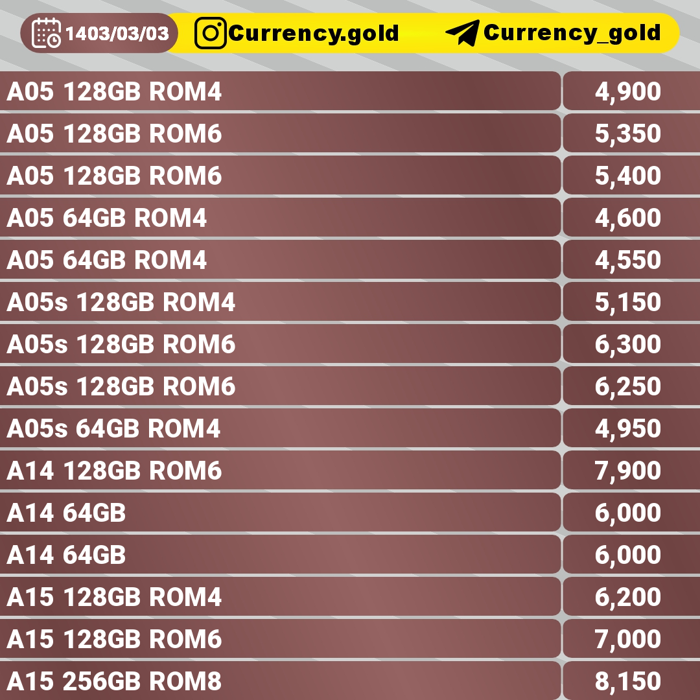 1403/03/03 Currency.gold Currency_gold
A05 128GB ROM4 4,900
A05 128GB ROM6 5,350
A05 128GB ROM6 5,400
A05 64GB ROM4 4,600
A05 64GB ROM4 4,550
A05s 128GB ROM4 5,150
A05s 128GB ROM6 6,300
A05s 128GB ROM6 6,250
A05s 64GB ROM4 4,950
A14 128GB ROM6 7,900
A14 64GB 6,000
A14 64GB 6,000
A15 128GB ROM4 6,200
A15 128GB ROM6 7,000
A15 256GB ROM8 8,150